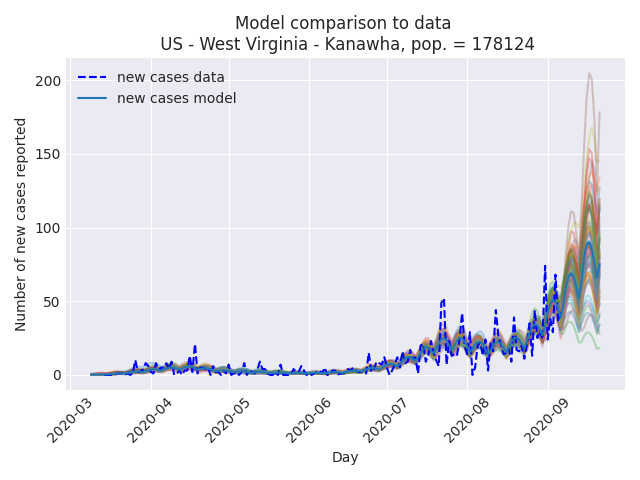 Model comparison to data
US - West Virginia - Kanawha, pop. = 178124
new cases data
new cases model
Number of new cases reported
200
150
100
50
0
2020-03
2020-04
2020-05
2020-06
2020-07
2020-08
2020-09
Day